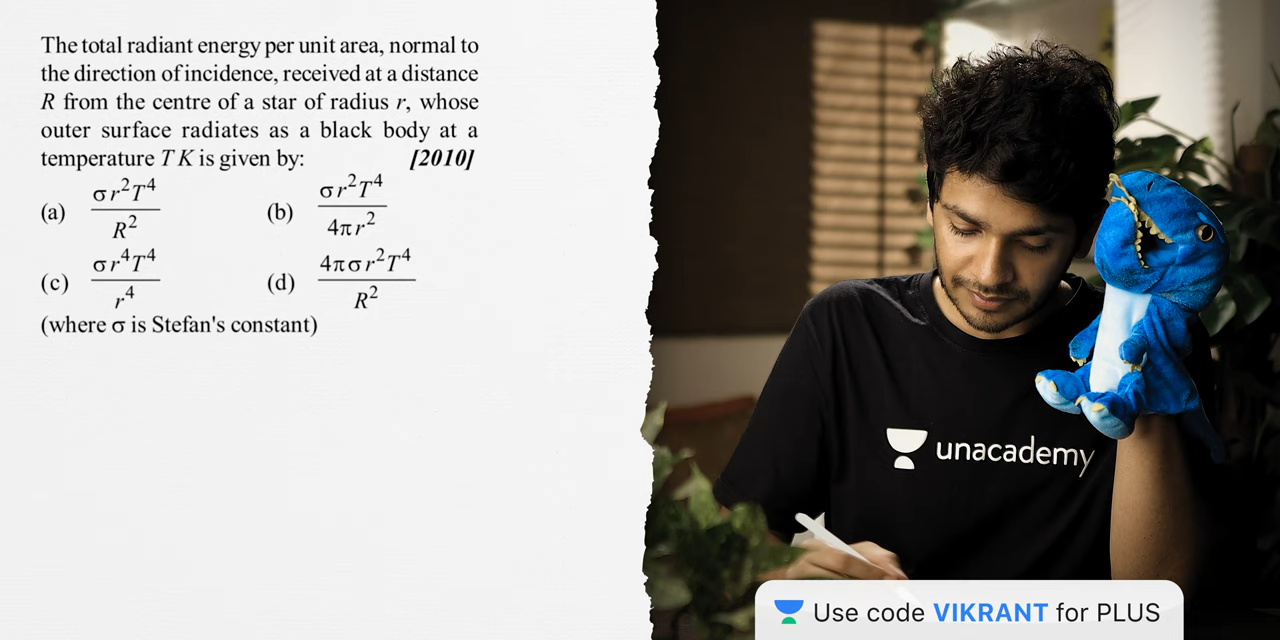 The total radiant energy per unit area, normal to
the direction of incidence, received at a distance
R from the centre of a star of radius r, whose
outer surface radiates as a black body at a
temperature T K is given by: [2010]
(a) σr²T⁴/R² (b) σr²T⁴/4πr²
(c) σr⁴T⁴/r⁴ (d) 4πσr²T⁴/R²
(where σ is Stefan's constant)
unacademy
Use code VIKRANT for PLUS